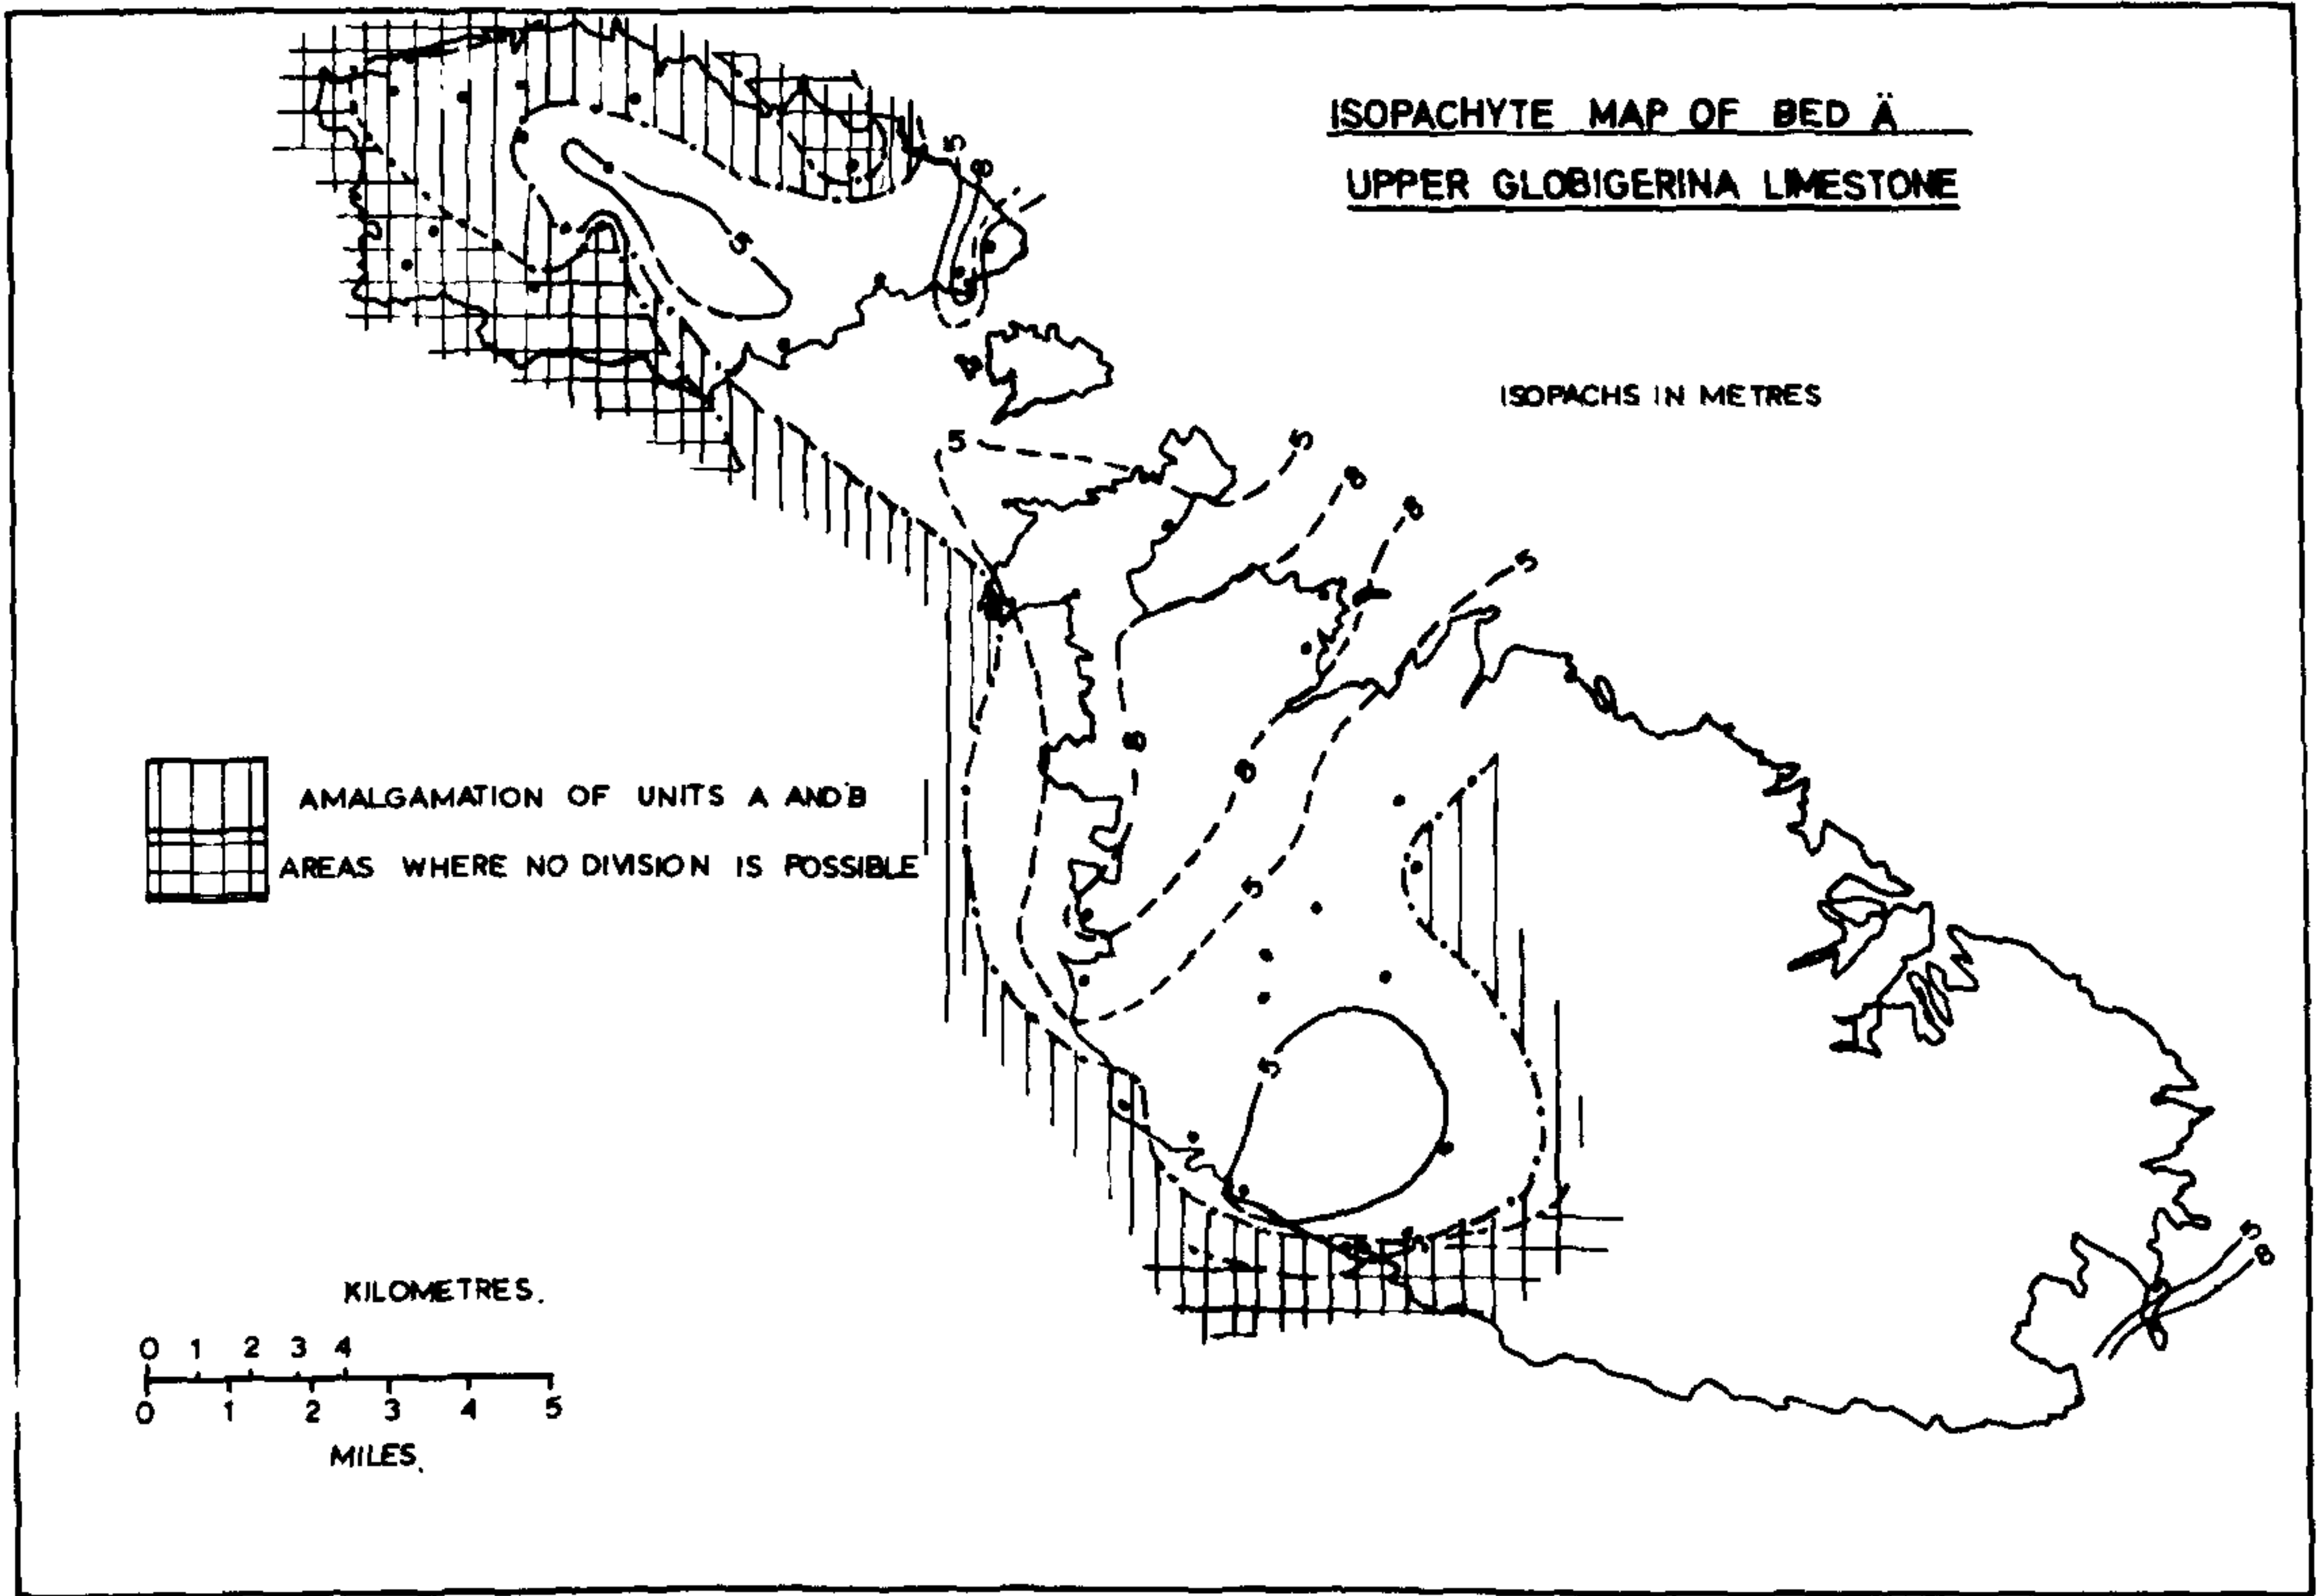 ISOPACHYTE MAP OF BED Ä
UPPER GLOBIGERINA LIMESTONE
ISOPACHS IN METRES
5
8
5
5
5
8
8
5
8
8
5
5
5
8
AMALGAMATION OF UNITS A AND B
AREAS WHERE NO DIVISION IS POSSIBLE
KILOMETRES.
0 1 2 3 4
0 1 2 3 4 5
MILES.